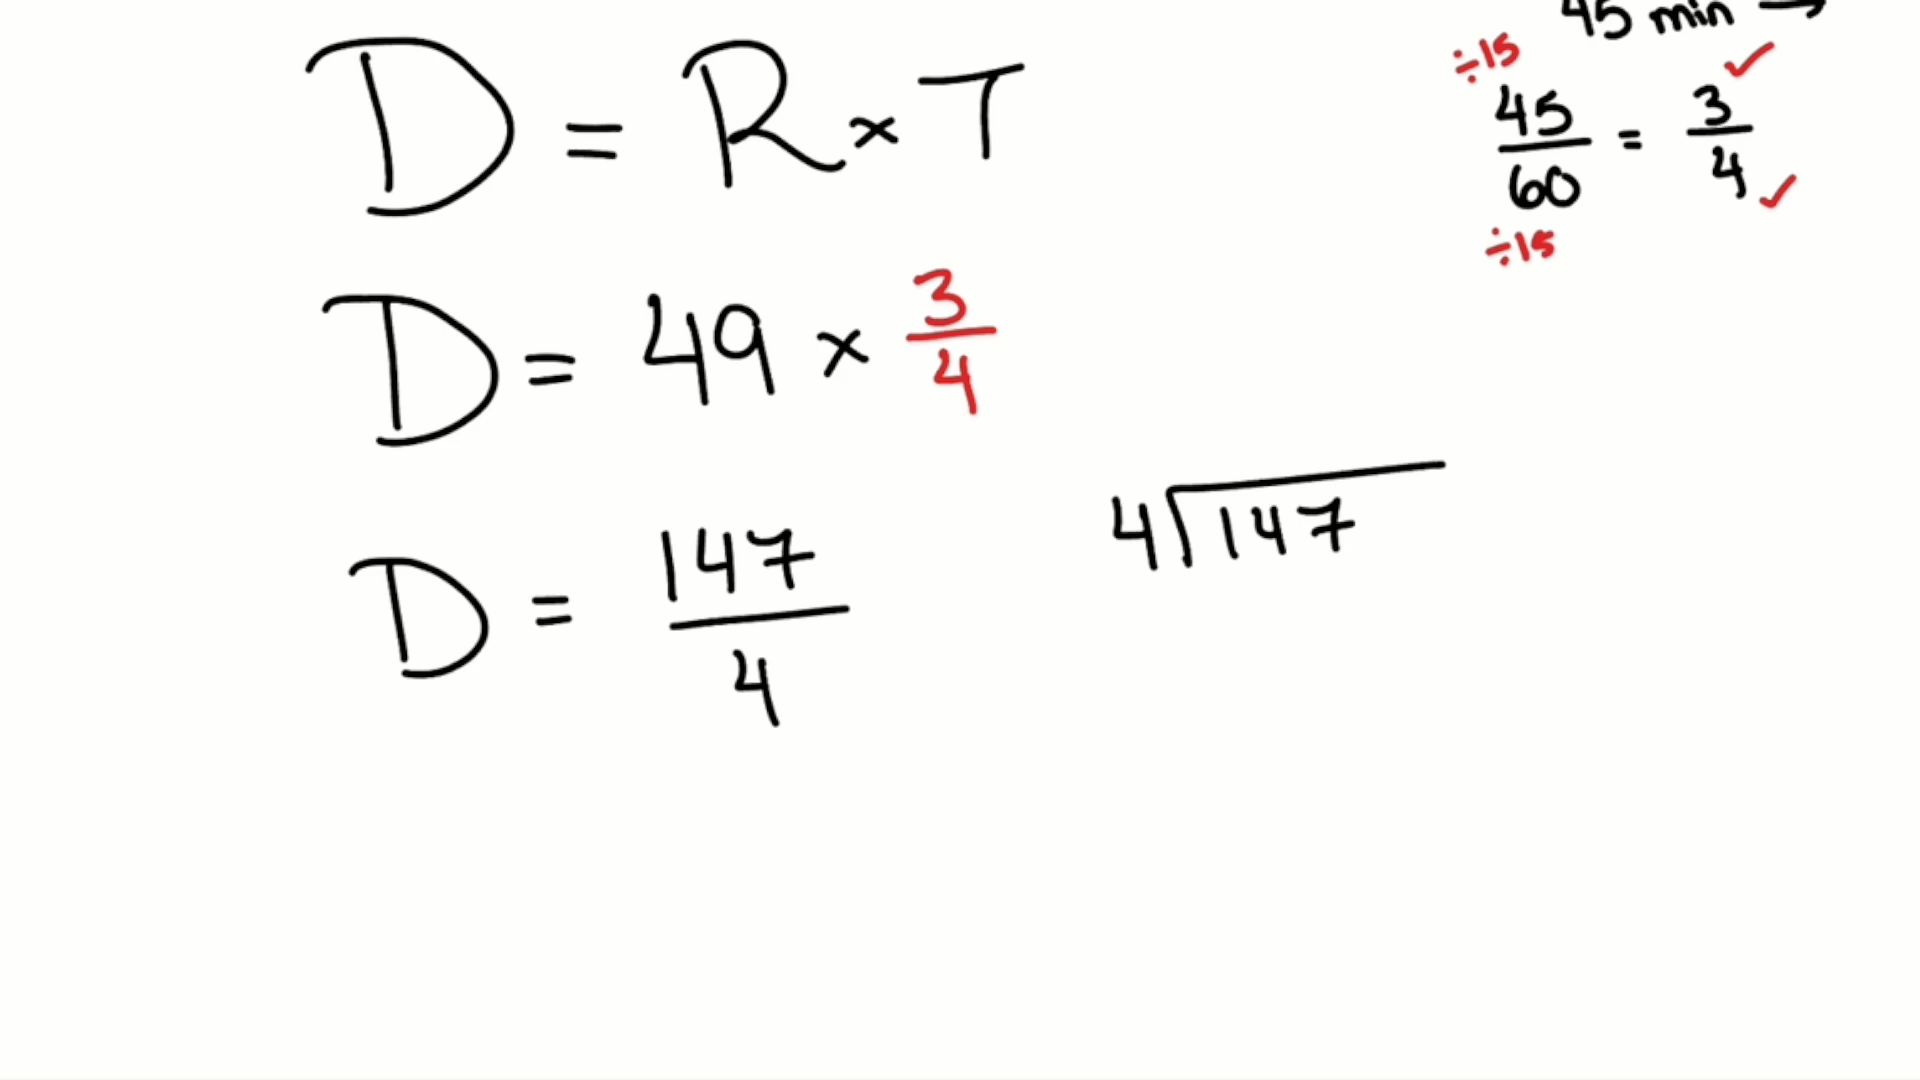 D = R × T
D = 49 × 3/4
D = 147/4
4⟌147
45 min →
÷15
45/60 = 3/4 ✓ ✓
÷15